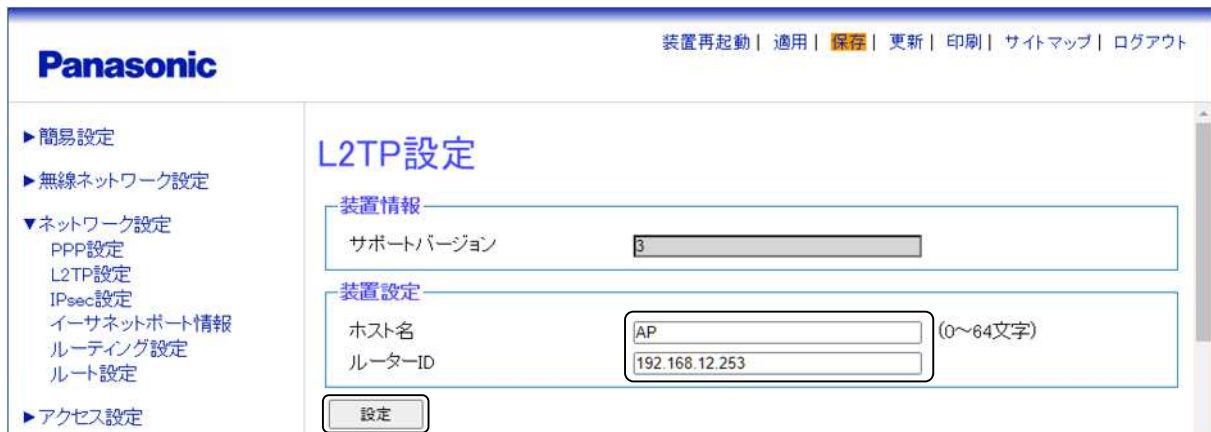 Panasonic
装置再起動 | 適用 | 保存 | 更新 | 印刷 | サイトマップ | ログアウト
▶簡易設定
▶無線ネットワーク設定
▼ネットワーク設定
PPP設定
L2TP設定
IPsec設定
イーサネットポート情報
ルーティング設定
ルート設定
▶アクセス設定
L2TP設定
装置情報
サポートバージョン 3
装置設定
ホスト名 AP (0～64文字)
ルーターID 192.168.12.253
設定